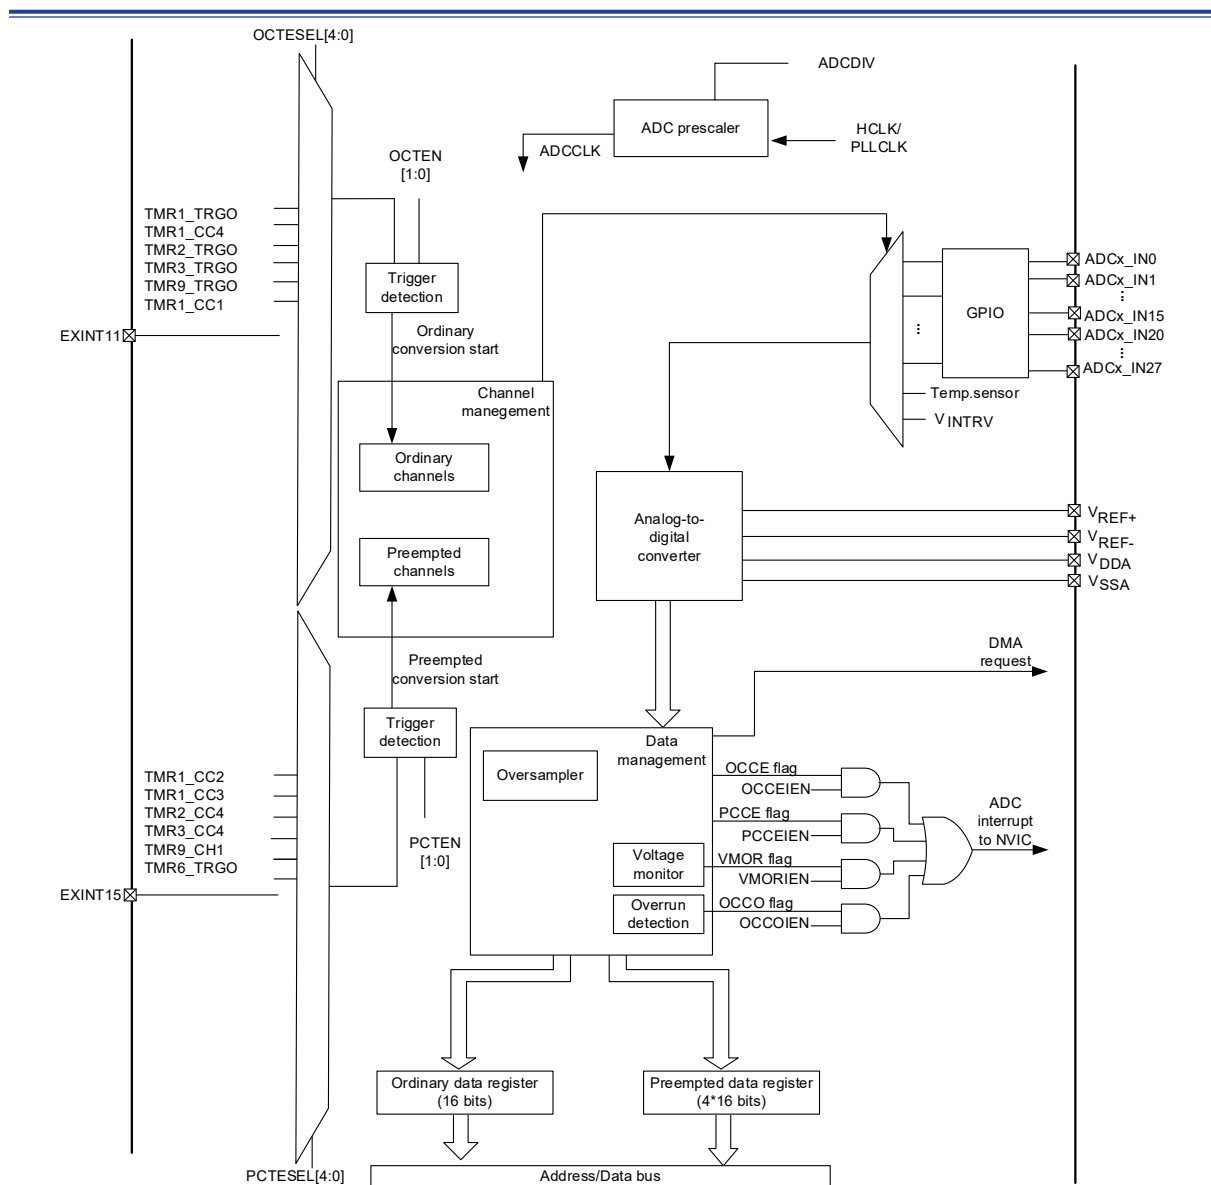 OCTESEL[4:0]
ADCDIV
ADC prescaler
HCLK/
PLLCLK
ADCCLK
OCTEN
[1:0]
TMR1_TRGO
TMR1_CC4
TMR2_TRGO
TMR3_TRGO
TMR9_TRGO
TMR1_CC1
EXINT11
Trigger
detection
Ordinary
conversion start
GPIO
ADCx_IN0
ADCx_IN1
...
ADCx_IN15
ADCx_IN20
...
ADCx_IN27
...
Temp.sensor
VINTRV
Channel
manegement
Ordinary
channels
Preempted
channels
Analog-to-
digital
converter
VREF+
VREF-
VDDA
VSSA
Preempted
conversion start
DMA
request
Trigger
detection
Data
management
Oversampler
TMR1_CC2
TMR1_CC3
TMR2_CC4
TMR3_CC4
TMR9_CH1
TMR6_TRGO
EXINT15
PCTEN
[1:0]
OCCE flag
OCCEIEN
PCCE flag
PCCEIEN
Voltage
monitor
VMOR flag
VMORIEN
Overrun
detection
OCCO flag
OCCOIEN
ADC
interrupt
to NVIC
Ordinary data register
(16 bits)
Preempted data register
(4*16 bits)
PCTESEL[4:0]
Address/Data bus